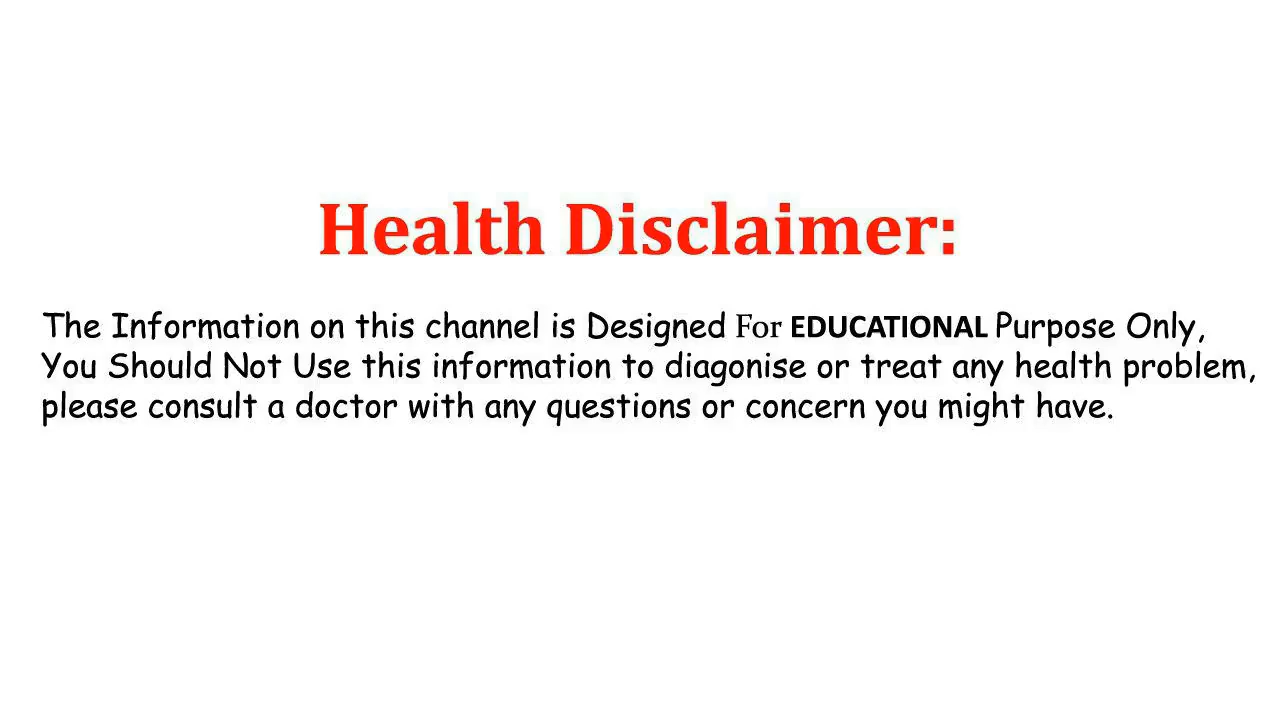 Health Disclaimer:
The Information on this channel is Designed For EDUCATIONAL Purpose Only,
You Should Not Use this information to diagonise or treat any health problem,
please consult a doctor with any questions or concern you might have.